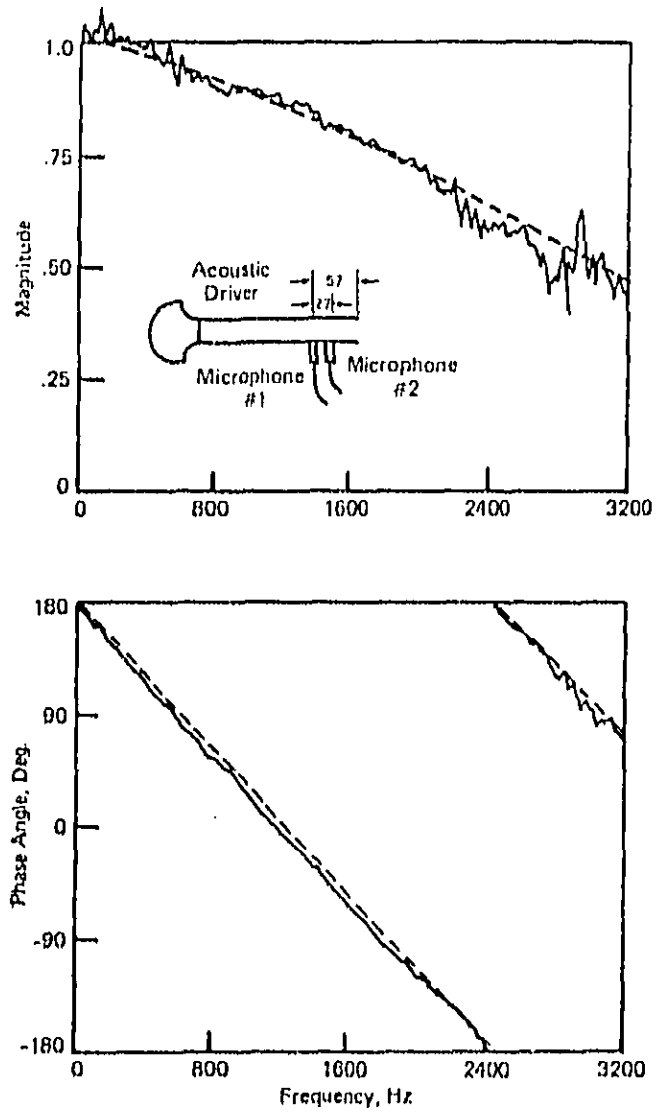 1.0
.75
.50
.25
0
Magnitude
Acoustic
Driver
57
27
Microphone
#1
Microphone
#2
0 800 1600 2400 3200
180
90
0
-90
-180
Phase Angle, Deg.
0 800 1600 2400 3200
Frequency, Hz